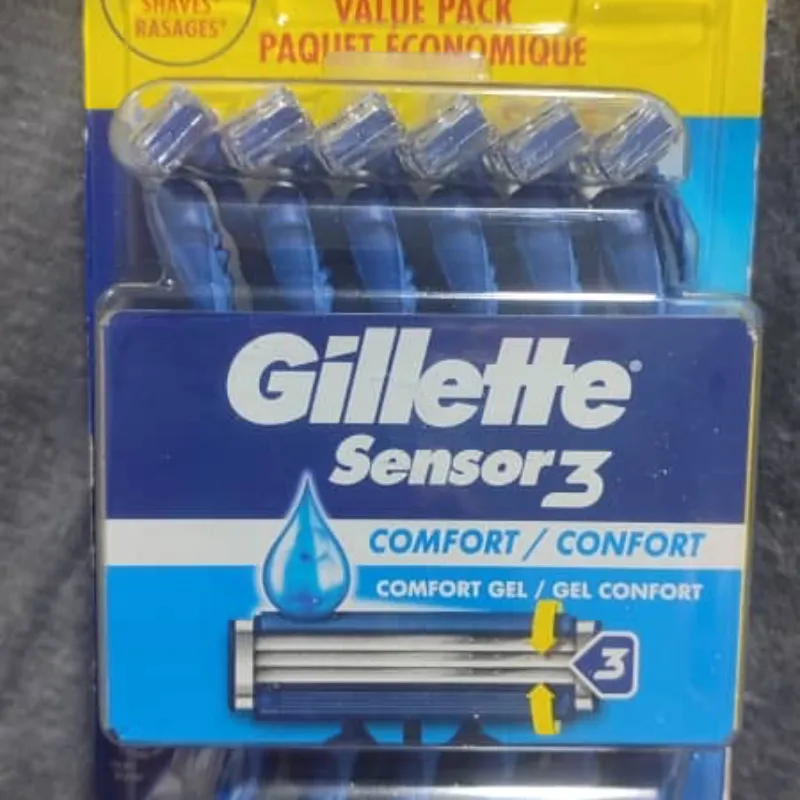 SHAVES*
RASAGES*
VALUE PACK
PAQUET ÉCONOMIQUE
Gillette®
Sensor3
COMFORT / CONFORT
COMFORT GEL / GEL CONFORT
3